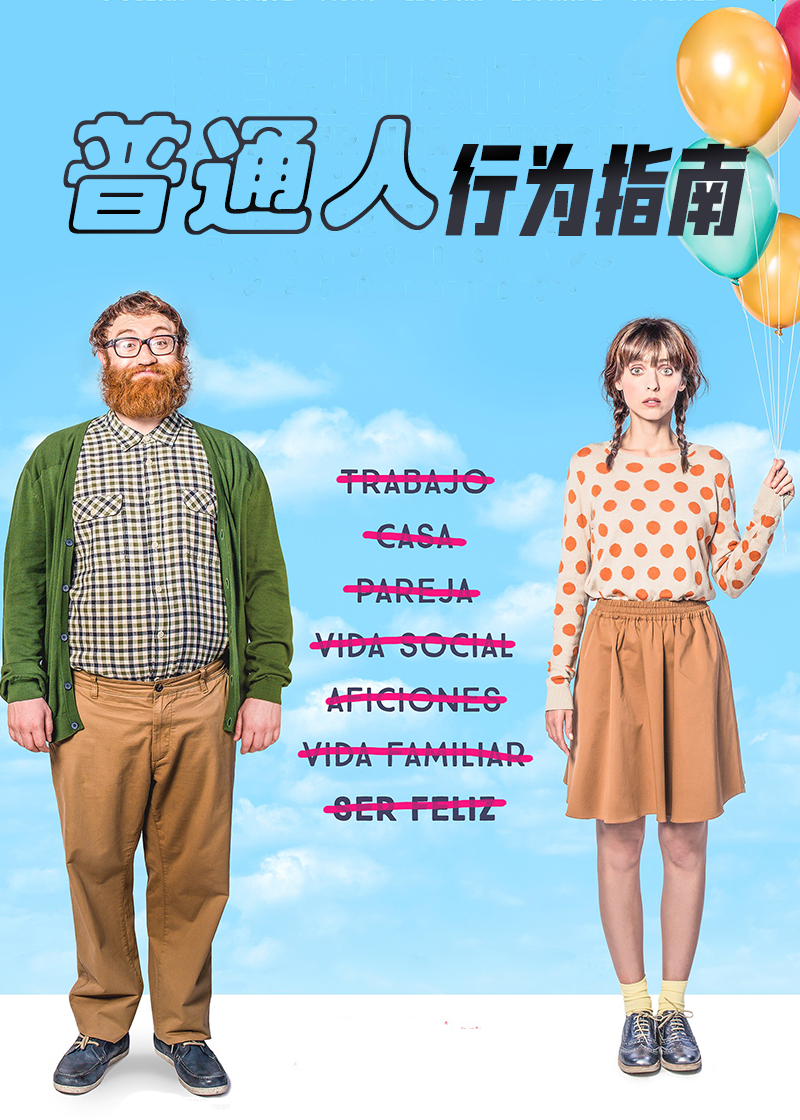 普通人行为指南
TRABAJO
CASA
PAREJA
VIDA SOCIAL
AFICIONES
VIDA FAMILIAR
SER FELIZ